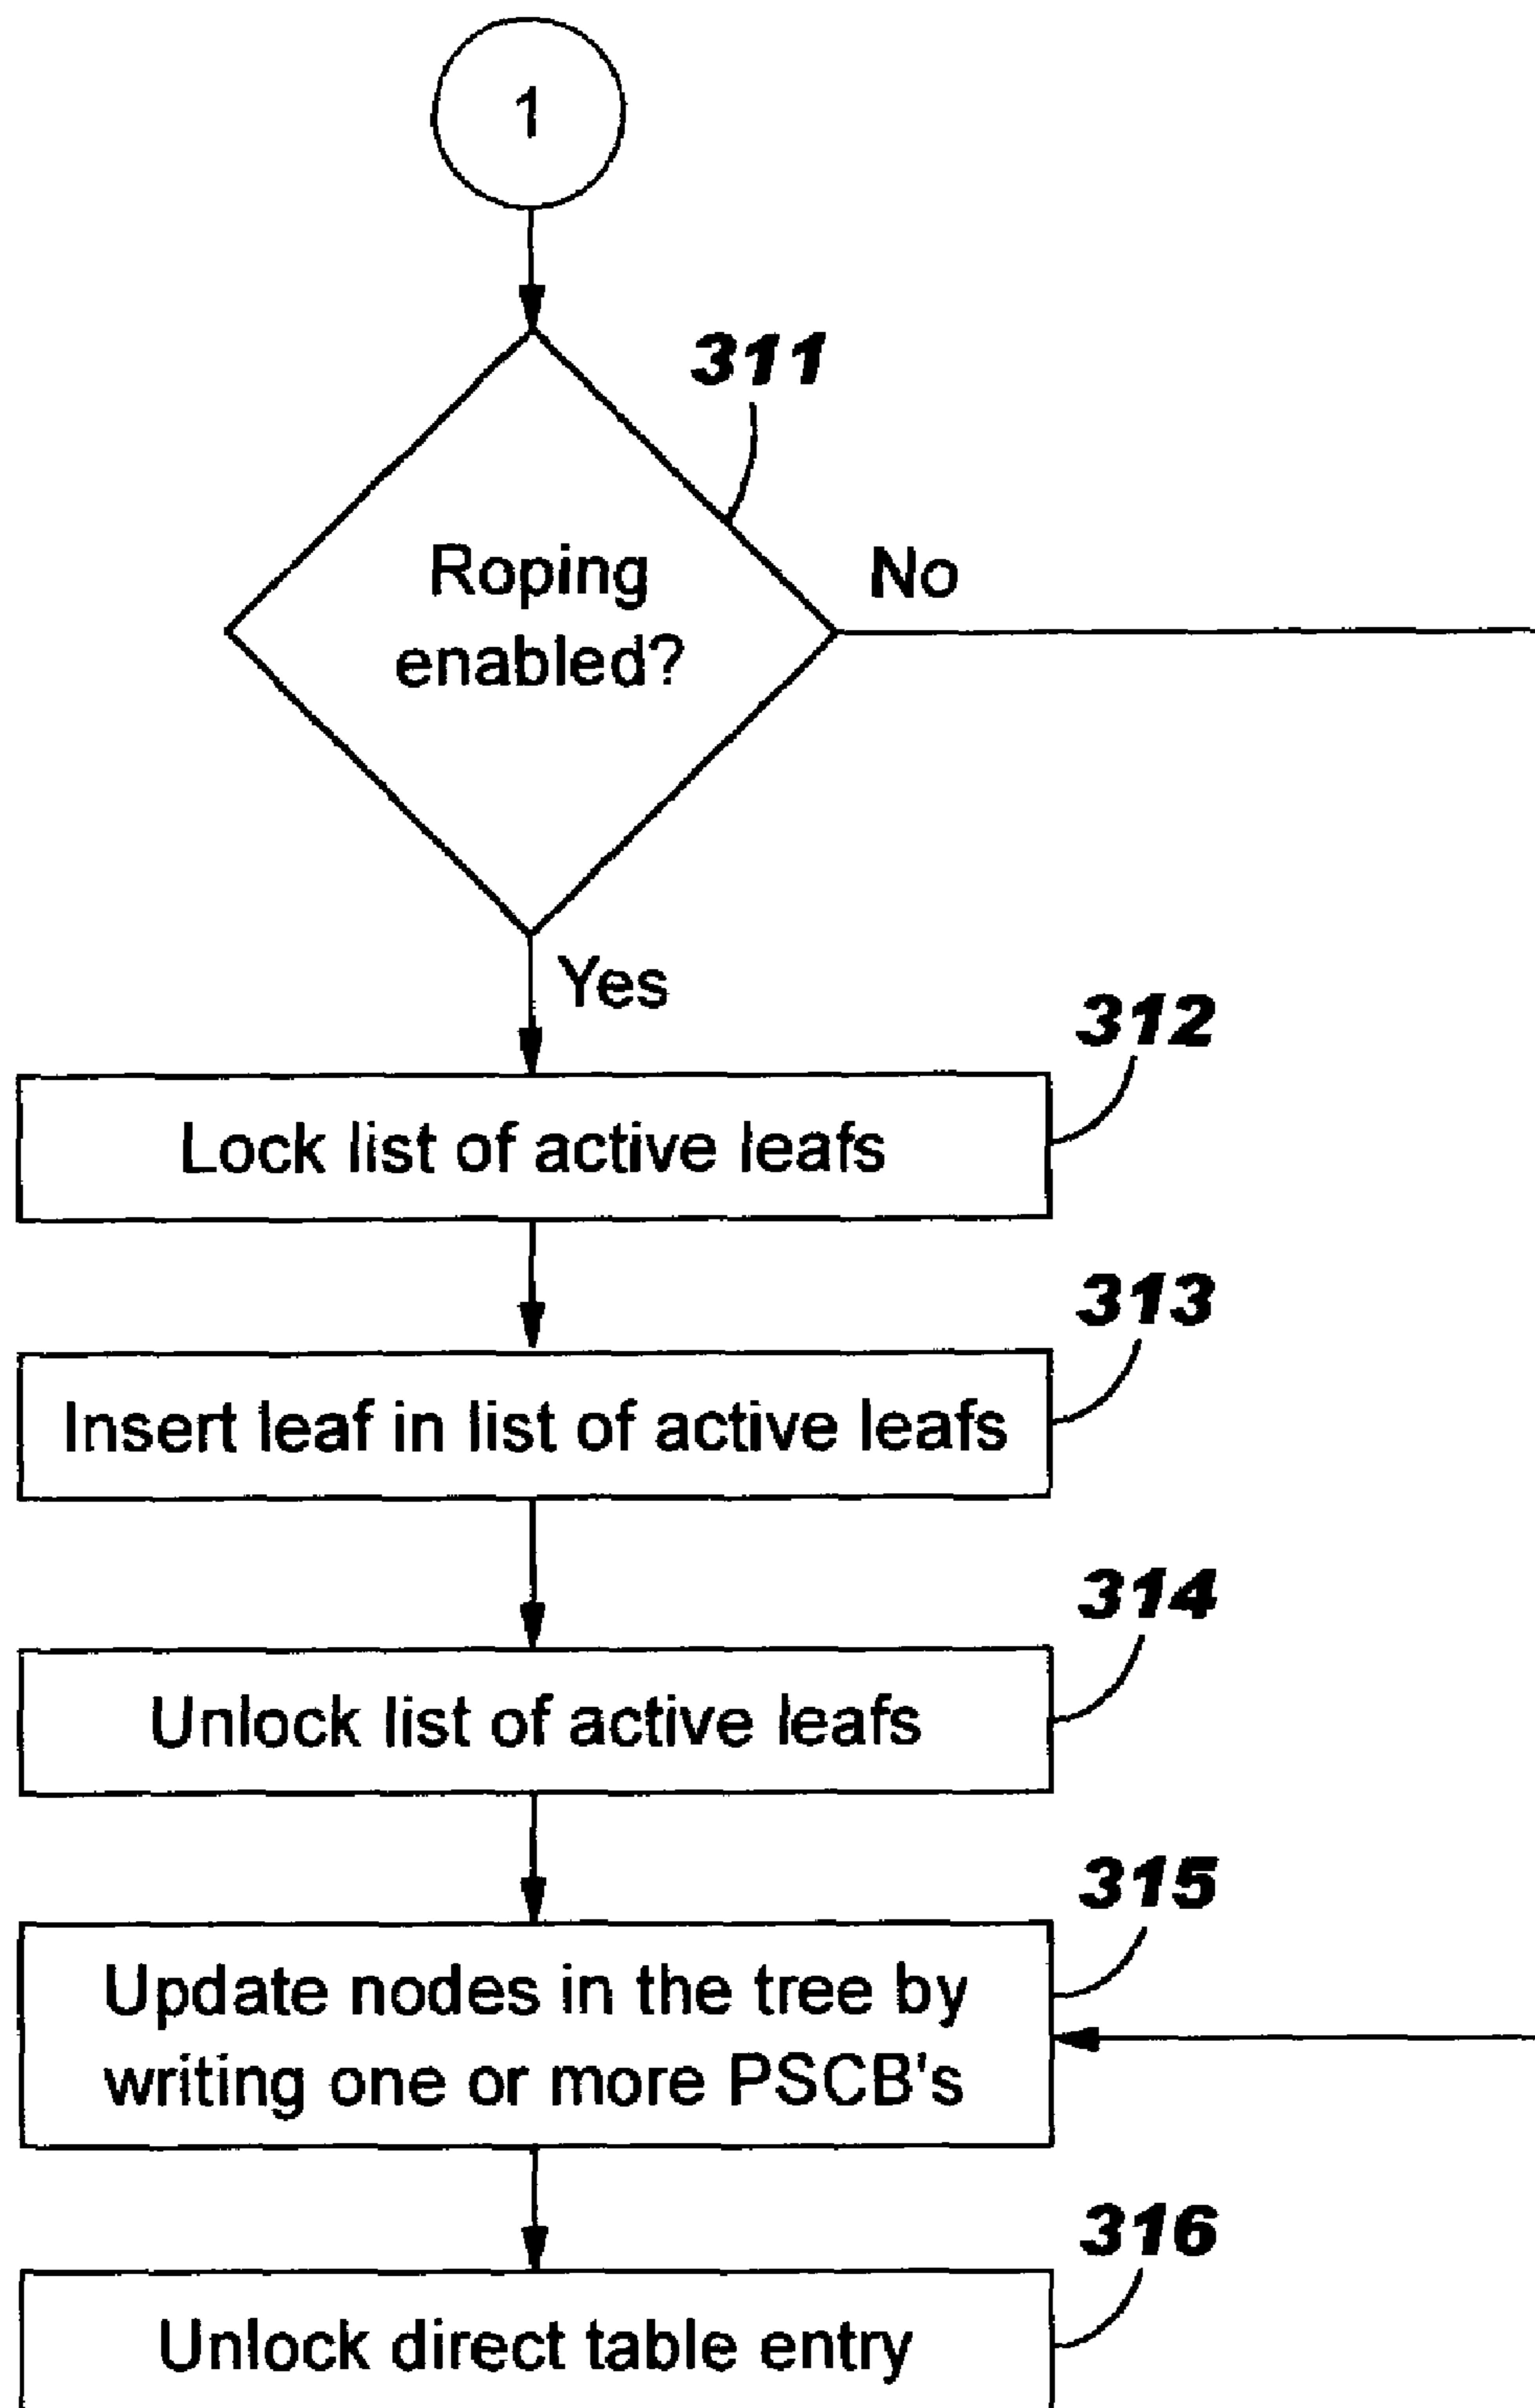 1
311
Roping
enabled?
No
Yes
312
Lock list of active leafs
313
Insert leaf in list of active leafs
314
Unlock list of active leafs
315
Update nodes in the tree by
writing one or more PSCB's
316
Unlock direct table entry